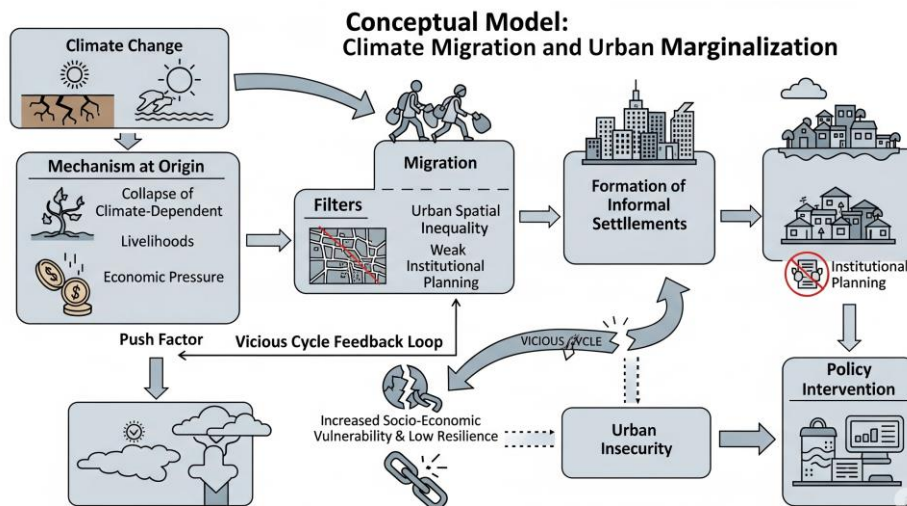 Conceptual Model:
Climate Migration and Urban Marginalization
Climate Change
Mechanism at Origin
Collapse of
Climate-Dependent
Livelihoods
Economic Pressure
Migration
Filters
Urban Spatial
Inequality
Weak
Institutional
Planning
Formation of
Informal
Settllements
Institutional
Planning
Push Factor
Vicious Cycle Feedback Loop
VICIOUS CYCLE
Increased Socio-Economic
Vulnerability & Low Resilience
Urban
Insecurity
Policy
Intervention